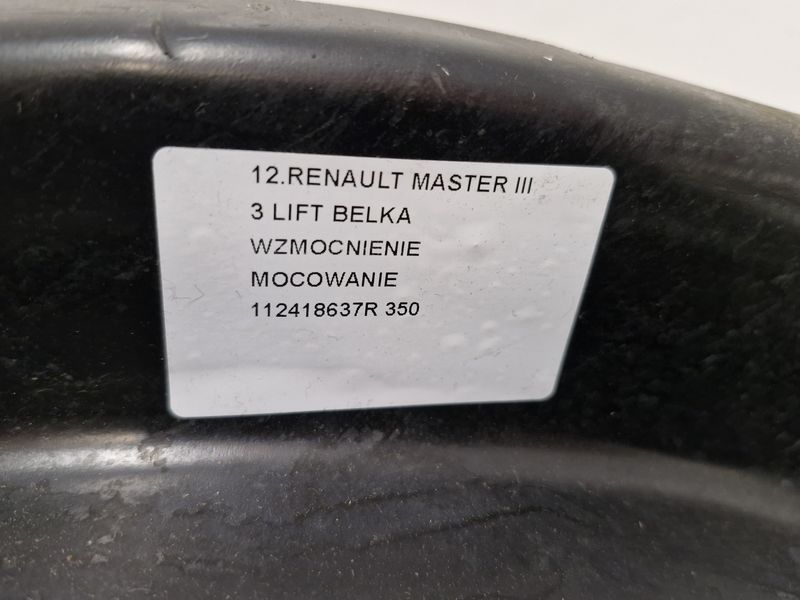 12.RENAULT MASTER III
3 LIFT BELKA
WZMOCNIENIE
MOCOWANIE
112418637R 350